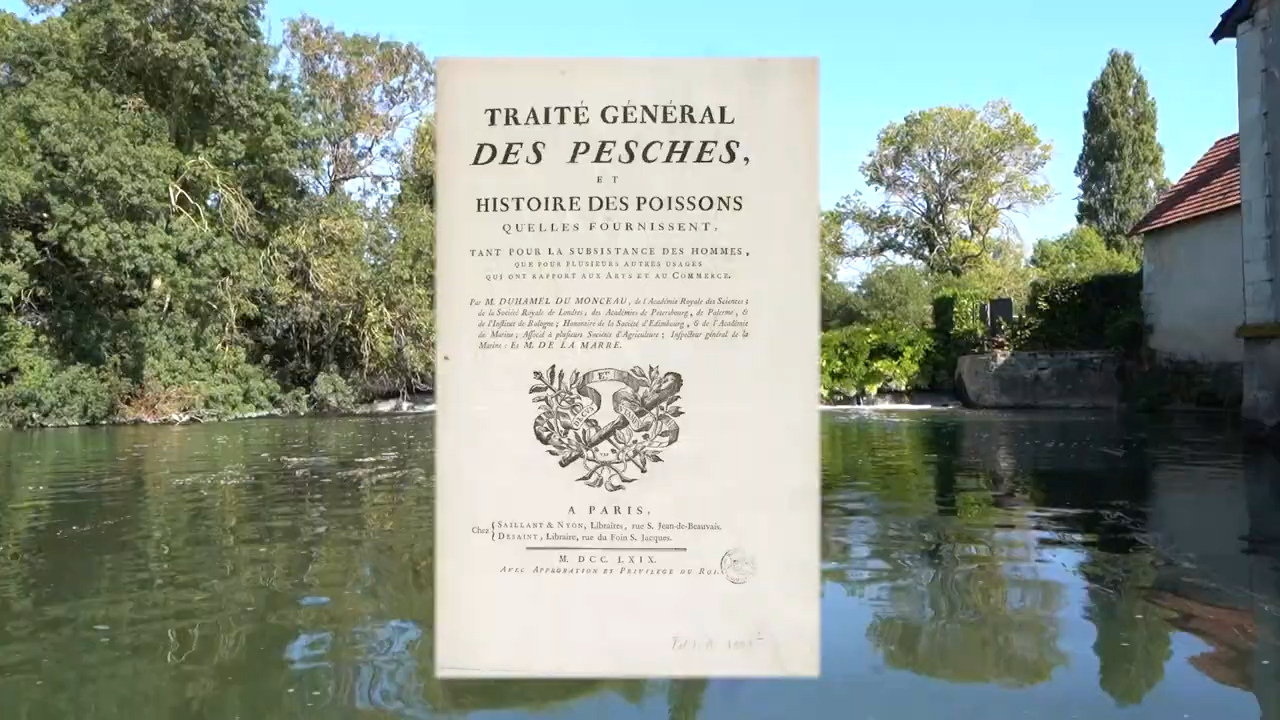 TRAITÉ GÉNÉRAL
DES PESCHES,
ET
HISTOIRE DES POISSONS
QUELLES FOURNISSENT,
TANT POUR LA SUBSISTANCE DES HOMMES,
QUE POUR PLUSIEURS AUTRES USAGES
QUI ONT RAPPORT AUX ARTS ET AU COMMERCE.
Par M. DUHAMEL DU MONCEAU, de l'Académie Royale des Sciences;
de la Société Royale de Londres, des Académies de Petersbourg, de Palerme, &
de l'Institut de Bologne; Honoraire de la Société d'Edimbourg, & de l'Académie
de Marine; Associé à plusieurs Sociétés d'Agriculture; Inspecteur général de la
Marine: Et M. DE LA MARRE.
ET
A PARIS,
Chez { SAILLANT & NYON, Libraires, rue S. Jean-de-Beauvais.
DESAINT, Libraire, rue du Foin S. Jacques.
M. DCC. LXIX.
AVEC APPROBATION ET PRIVILEGE DU ROI.